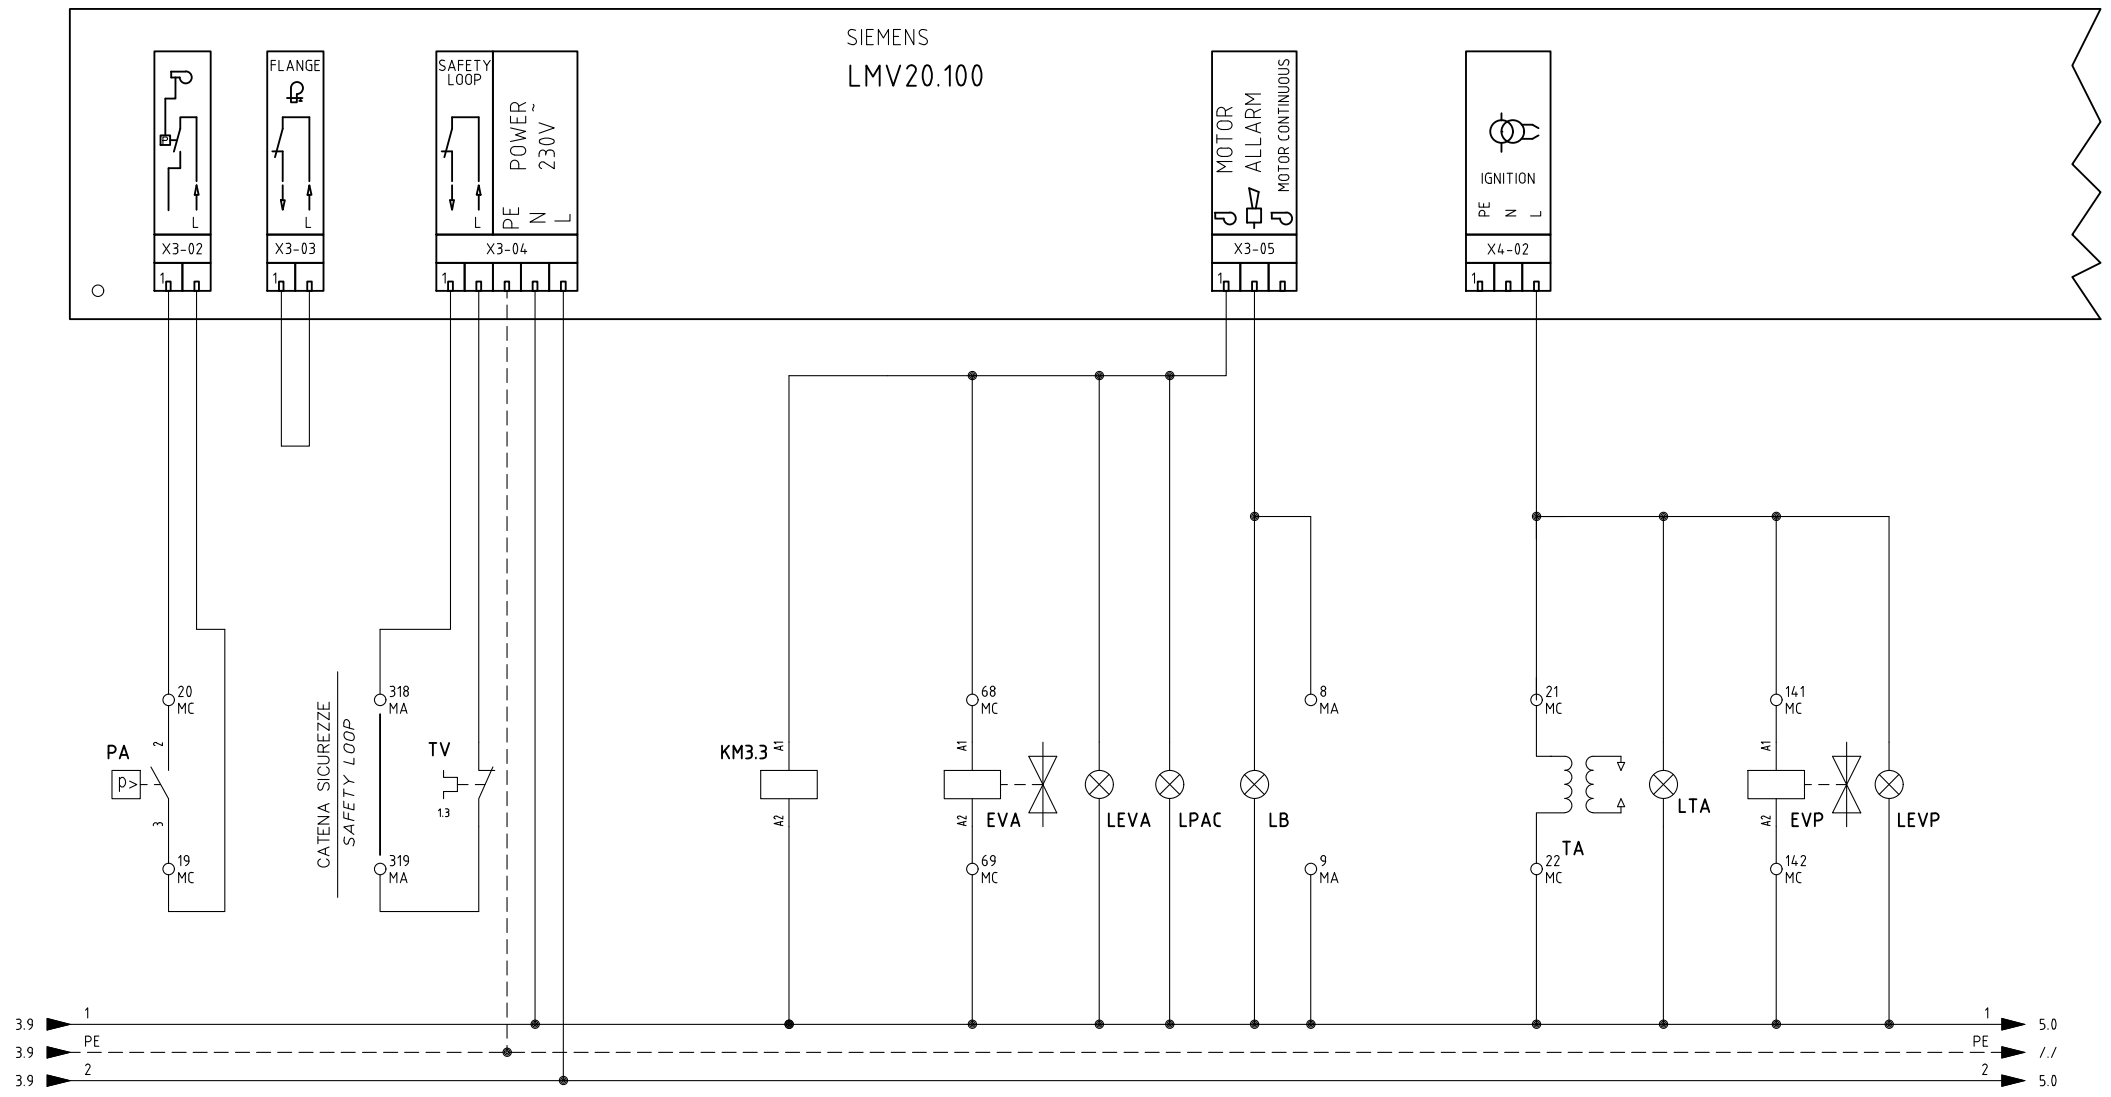 SIEMENS
LMV20.100
P
L
X3-02
1
FLANGE
L
X3-03
1
SAFETY
LOOP
L
POWER~
230V
PE
N
L
X3-04
1
MOTOR
ALLARM
MOTOR CONTINUOUS
X3-05
1
IGNITION
PE
N
L
X4-02
1
20
MC
2
PA
p>
3
19
MC
CATENA SICUREZZE
SAFETY LOOP
318
MA
TV
1.3
319
MA
KM3.3
A1
A2
68
MC
A1
A2
EVA
69
MC
LEVA
LPAC
LB
8
MA
9
MA
21
MC
TA
22
MC
LTA
141
MC
A1
A2
EVP
142
MC
LEVP
3.9
1
1
5.0
3.9
PE
PE
/./
3.9
2
2
5.0